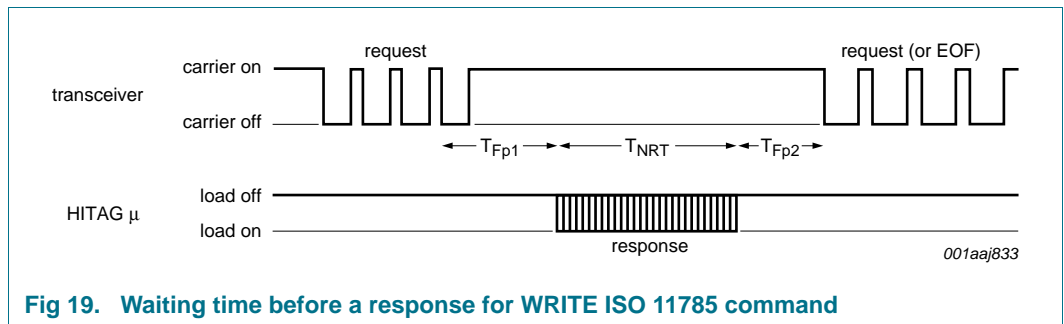 request
request (or EOF)
carrier on
transceiver
carrier off
TFp1
TNRT
TFp2
load off
HITAG μ
load on
response
001aaj833
Fig 19. Waiting time before a response for WRITE ISO 11785 command